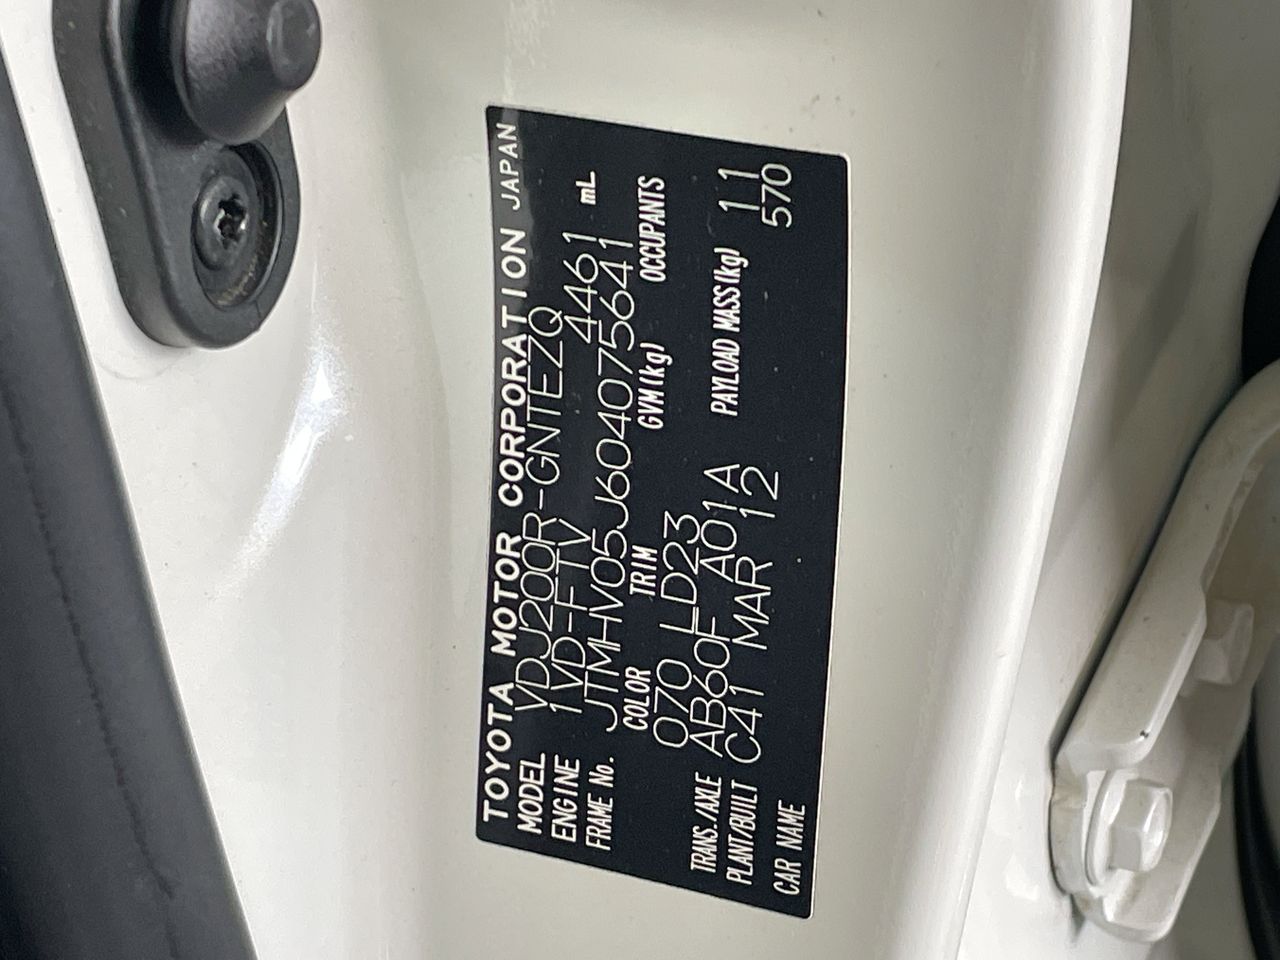 TOYOTA MOTOR CORPORATION JAPAN
MODEL VDJ200R-GNTEZQ
ENGINE 1VD-FTV 4461 mL
FRAME No. JTMHV05J604075641
COLOR TRIM GVM(kg) OCCUPANTS
070 LD23
TRANS./AXLE AB60F A01A PAYLOAD MASS(kg) 11
PLANT/BUILT C41 MAR 12 570
CAR NAME